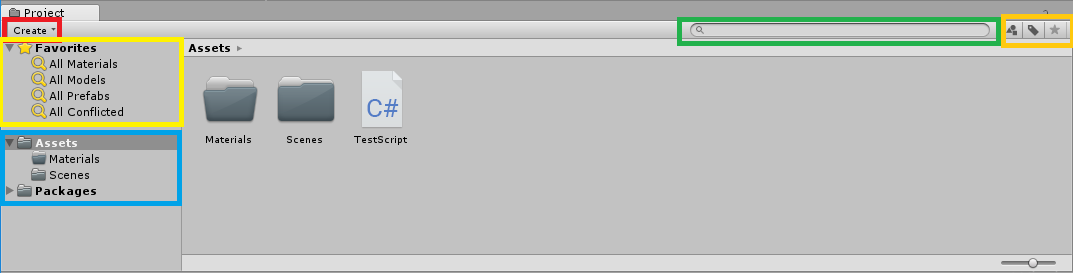 Project
Create
Favorites
All Materials
All Models
All Prefabs
All Conflicted
Assets
Materials
Scenes
Packages
Assets
C#
Materials
Scenes
TestScript